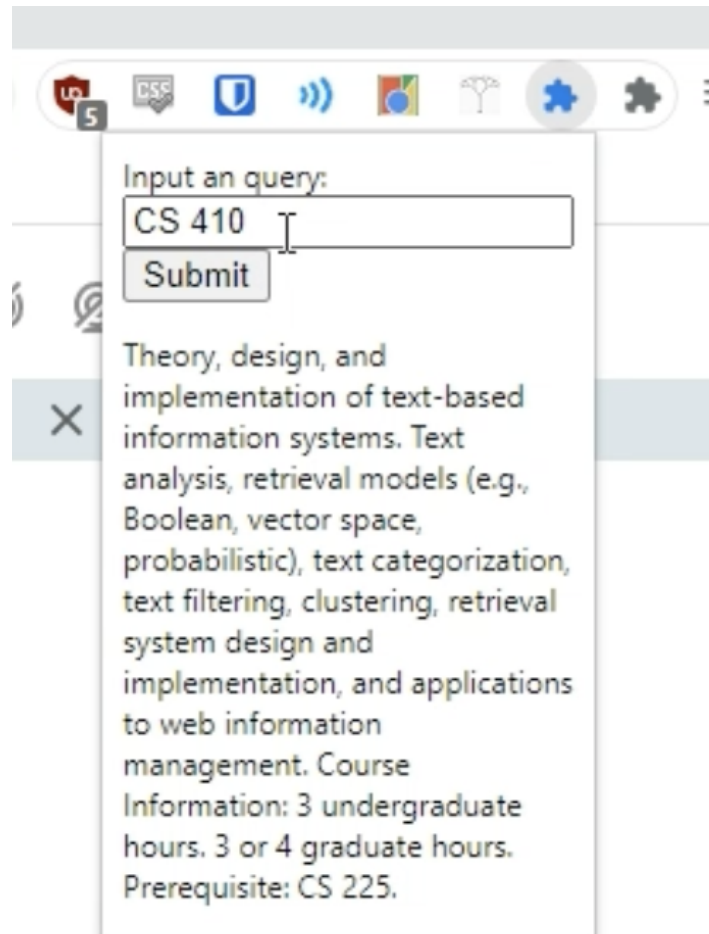 UD
5
CSS
Input an query:
CS 410
Submit
Theory, design, and
implementation of text-based
information systems. Text
analysis, retrieval models (e.g.,
Boolean, vector space,
probabilistic), text categorization,
text filtering, clustering, retrieval
system design and
implementation, and applications
to web information
management. Course
Information: 3 undergraduate
hours. 3 or 4 graduate hours.
Prerequisite: CS 225.